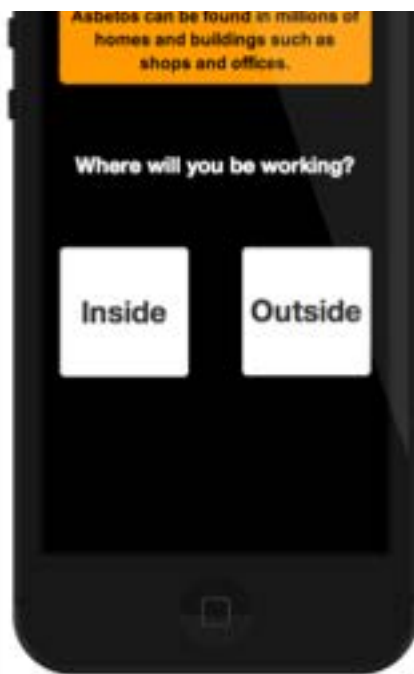 Asbetos can be found in millions of
homes and buildings such as
shops and offices.
Where will you be working?
Inside
Outside